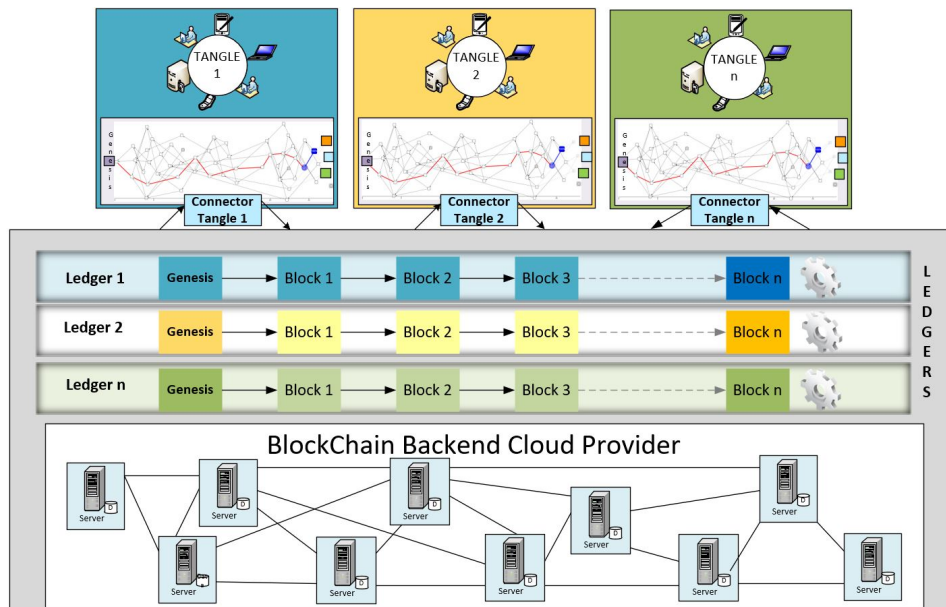 TANGLE
1
TANGLE
2
TANGLE
n
Genesis
Genesis
Genesis
Connector
Tangle 1
Connector
Tangle 2
Connector
Tangle n
LEDGERS
Ledger 1
Genesis
Block 1
Block 2
Block 3
Block n
Ledger 2
Genesis
Block 1
Block 2
Block 3
Block n
Ledger n
Genesis
Block 1
Block 2
Block 3
Block n
BlockChain Backend Cloud Provider
D
Server
D
Server
D
Server
D
Server
D
Server
Server
D
Server
D
Server
D
Server
D
Server